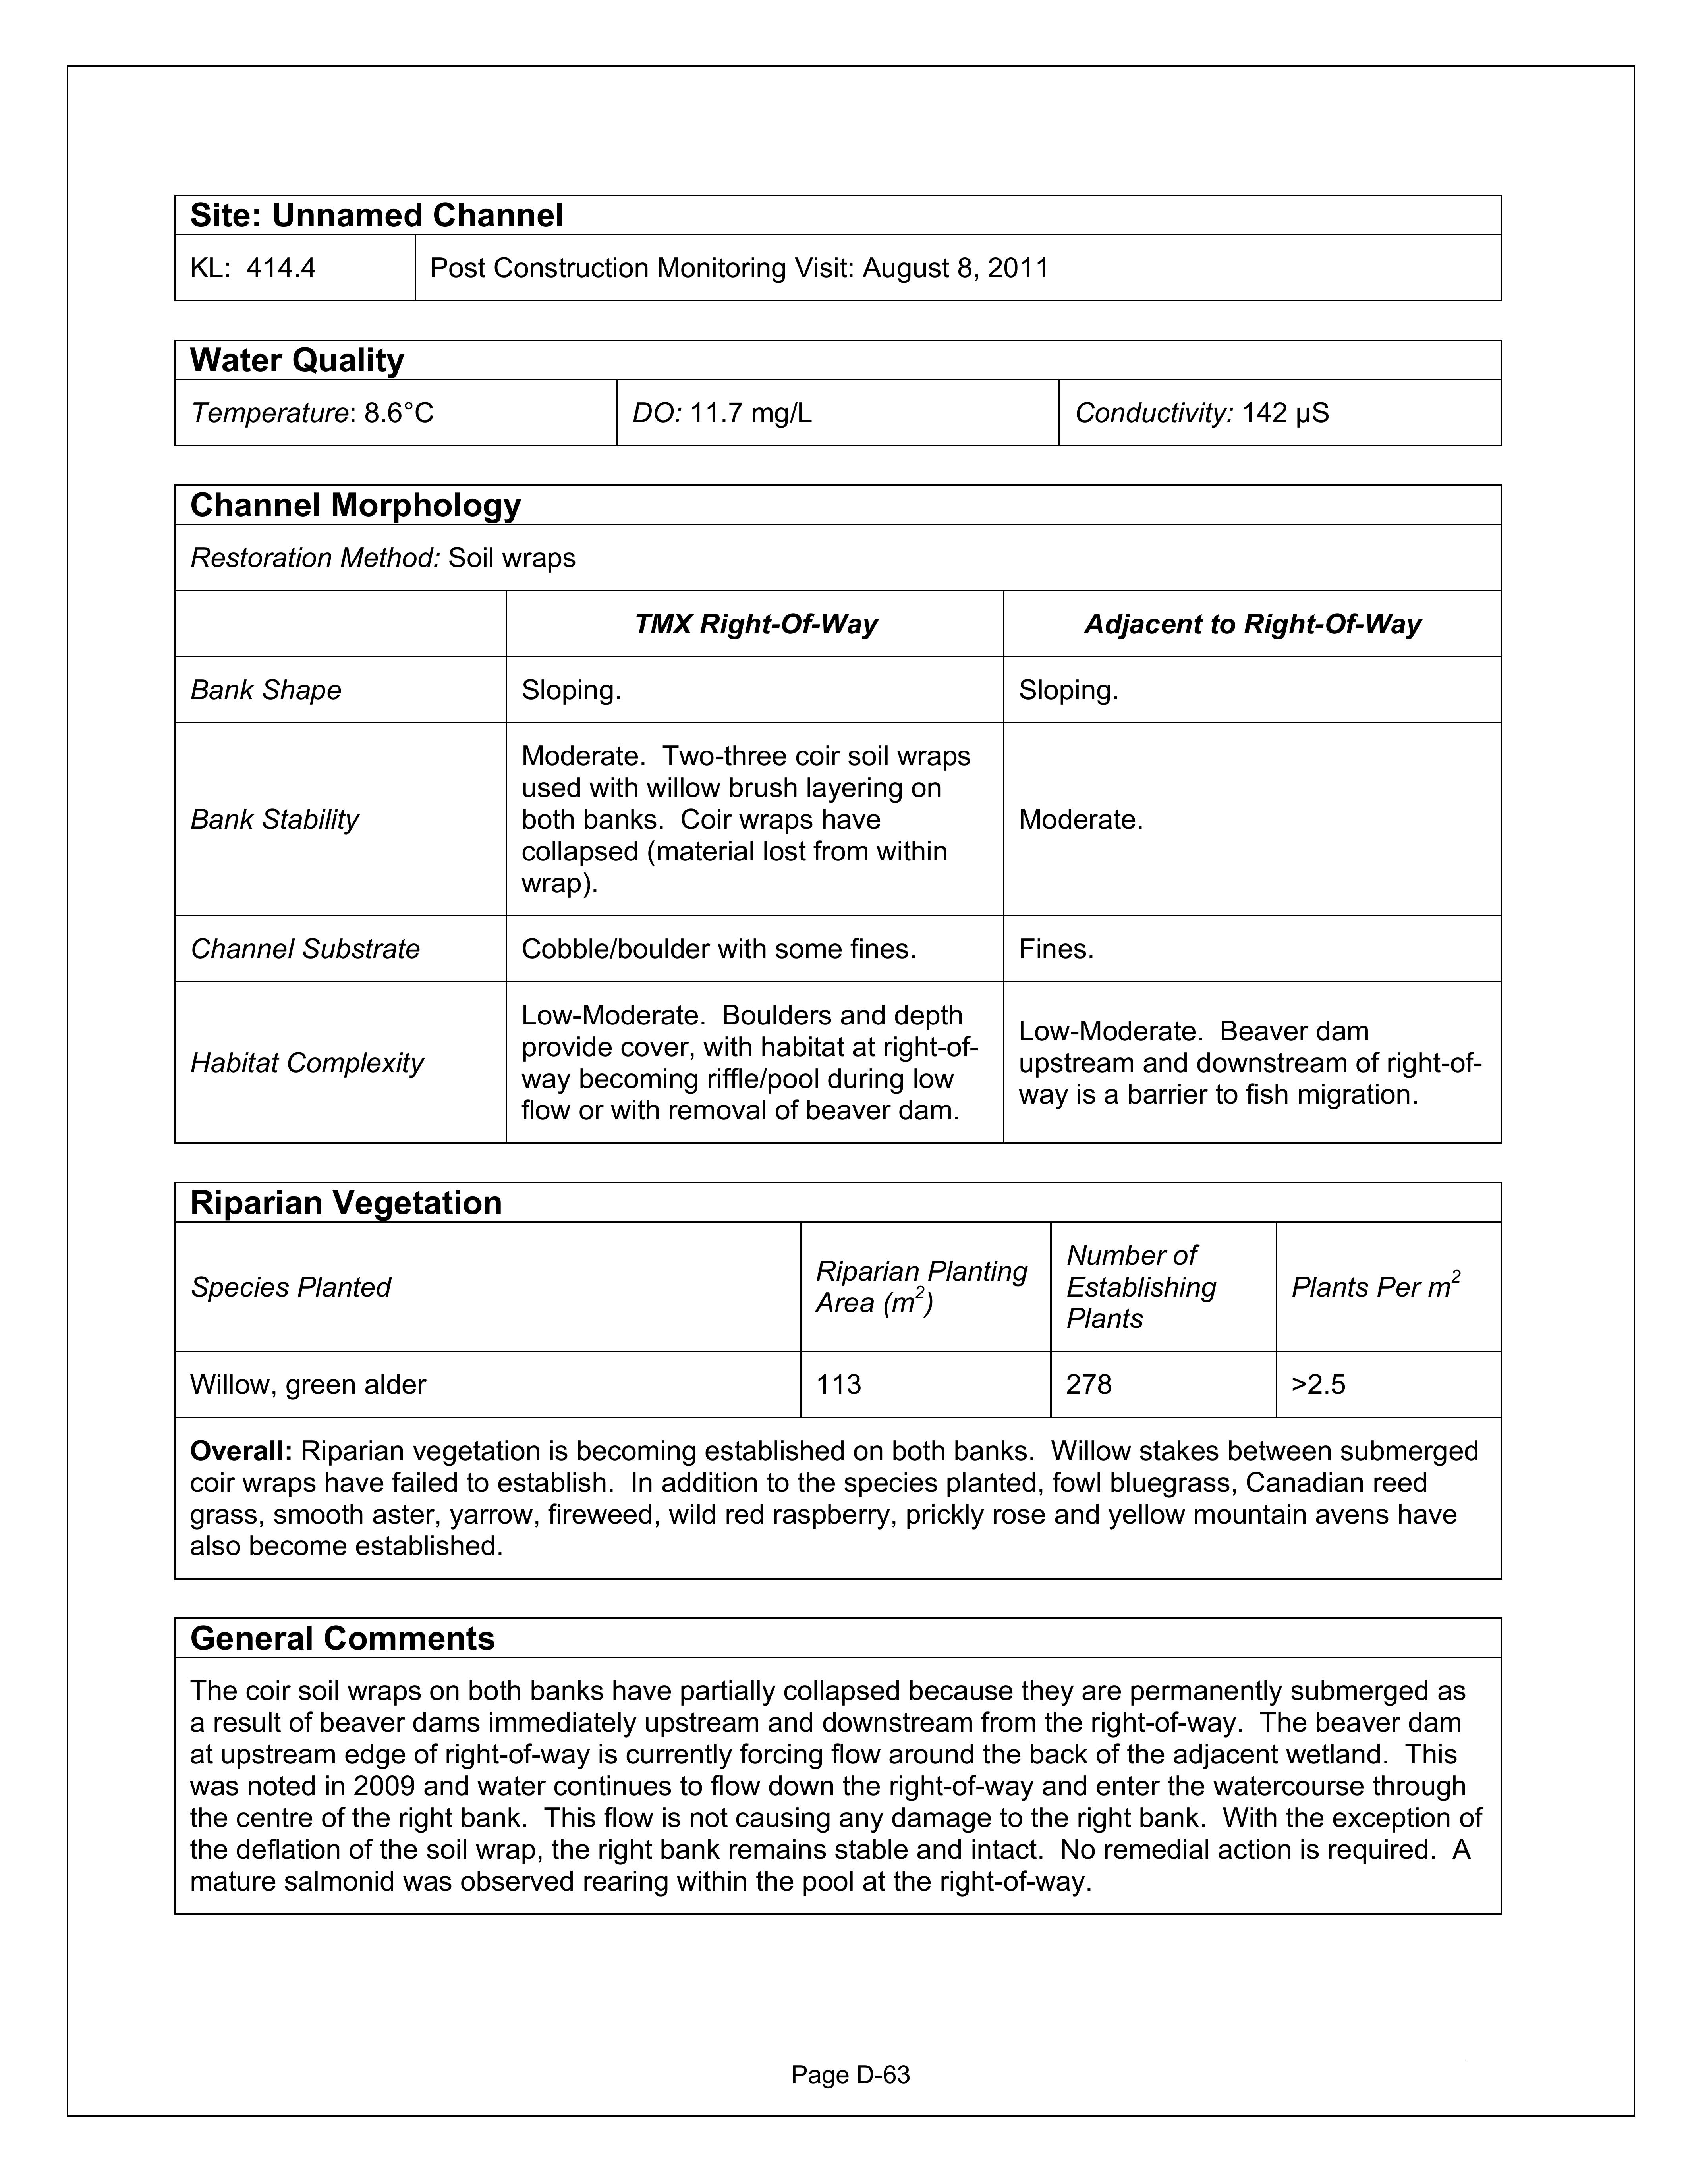 Site: Unnamed Channel
KL:  414.4
Post Construction Monitoring Visit: August 8, 2011
Water Quality
Temperature: 8.6°C
DO: 11.7 mg/L
Conductivity: 142 µS
Channel Morphology
Restoration Method: Soil wraps
TMX Right-Of-Way
Adjacent to Right-Of-Way
Bank Shape
Sloping.
Sloping.
Bank Stability
Moderate.  Two-three coir soil wraps
used with willow brush layering on
both banks.  Coir wraps have
collapsed (material lost from within
wrap).
Moderate.
Channel Substrate
Cobble/boulder with some fines.
Fines.
Habitat Complexity
Low-Moderate.  Boulders and depth
provide cover, with habitat at right-of-
way becoming riffle/pool during low
flow or with removal of beaver dam.
Low-Moderate.  Beaver dam
upstream and downstream of right-of-
way is a barrier to fish migration.
Riparian Vegetation
Species Planted
Riparian Planting
Area (m²)
Number of
Establishing
Plants
Plants Per m²
Willow, green alder
113
278
>2.5
Overall: Riparian vegetation is becoming established on both banks.  Willow stakes between submerged
coir wraps have failed to establish.  In addition to the species planted, fowl bluegrass, Canadian reed
grass, smooth aster, yarrow, fireweed, wild red raspberry, prickly rose and yellow mountain avens have
also become established.
General Comments
The coir soil wraps on both banks have partially collapsed because they are permanently submerged as
a result of beaver dams immediately upstream and downstream from the right-of-way.  The beaver dam
at upstream edge of right-of-way is currently forcing flow around the back of the adjacent wetland.  This
was noted in 2009 and water continues to flow down the right-of-way and enter the watercourse through
the centre of the right bank.  This flow is not causing any damage to the right bank.  With the exception of
the deflation of the soil wrap, the right bank remains stable and intact.  No remedial action is required.  A
mature salmonid was observed rearing within the pool at the right-of-way.
Page D-63